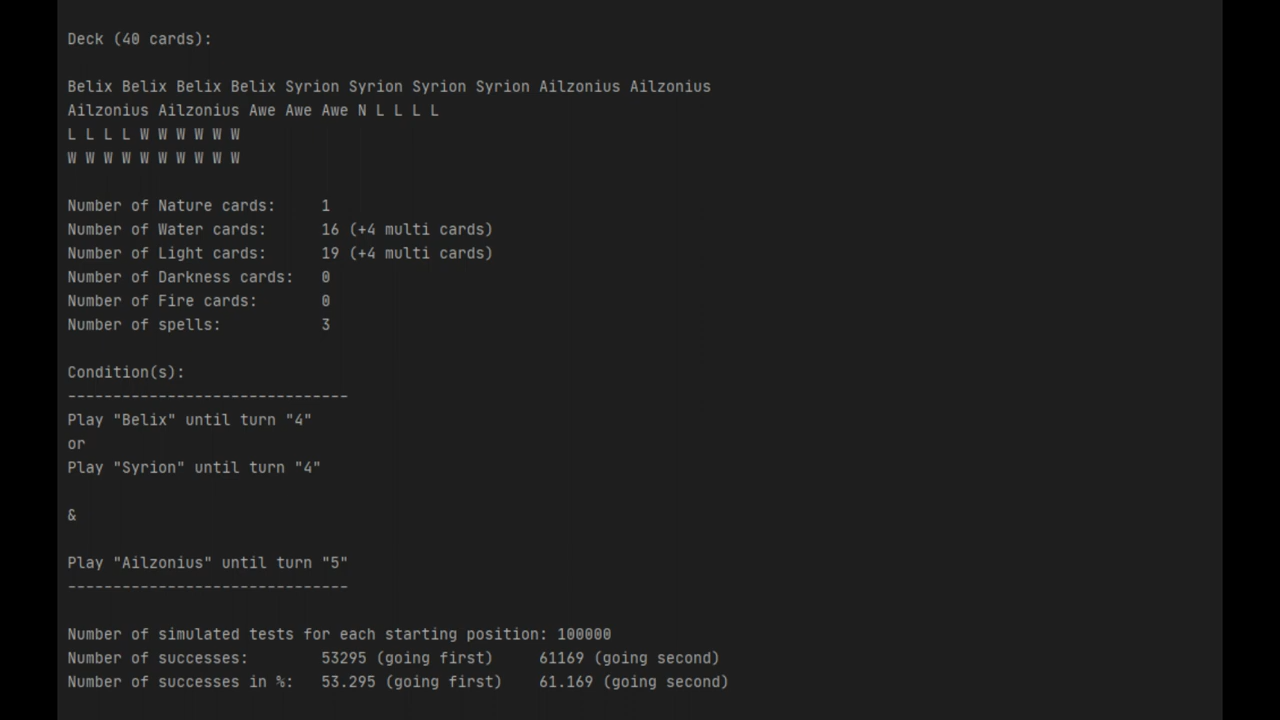 Deck (40 cards):
Belix Belix Belix Belix Syrion Syrion Syrion Syrion Ailzonius Ailzonius
Ailzonius Ailzonius Awe Awe Awe N L L L L
L L L L W W W W W W
W W W W W W W W W W
Number of Nature cards: 1
Number of Water cards: 16 (+4 multi cards)
Number of Light cards: 19 (+4 multi cards)
Number of Darkness cards: 0
Number of Fire cards: 0
Number of spells: 3
Condition(s):
-------------------------------
Play "Belix" until turn "4"
or
Play "Syrion" until turn "4"
&
Play "Ailzonius" until turn "5"
-------------------------------
Number of simulated tests for each starting position: 100000
Number of successes: 53295 (going first) 61169 (going second)
Number of successes in %: 53.295 (going first) 61.169 (going second)